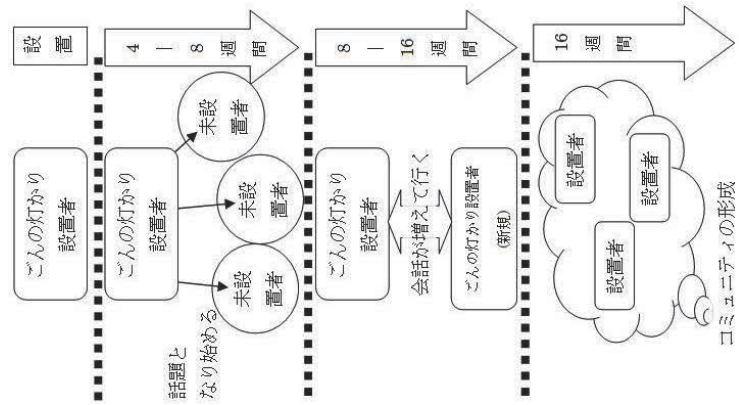 設
置
ごんの灯かり
設置者
4
|
8
週
間
ごんの灯かり
設置者
未設
置者
未設
置者
未設
置者
話題と
なり始める
8
|
16
週
間
ごんの灯かり
設置者
会話が増えて行く
ごんの灯かり設置者
(新規)
16
週
間
設置者
設置者
設置者
コミュニティの形成